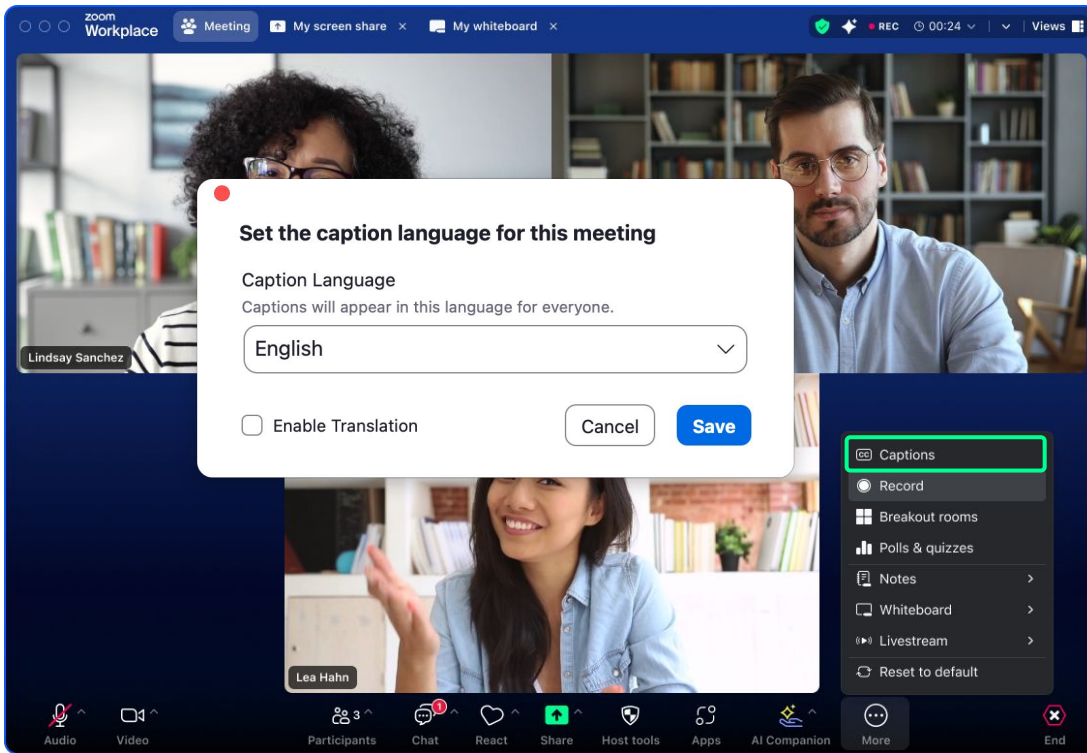 zoom
Workplace
Meeting
My screen share
My whiteboard
REC
00:24
Views
Lindsay Sanchez
Set the caption language for this meeting
Caption Language
Captions will appear in this language for everyone.
English
Enable Translation
Cancel
Save
CC Captions
Record
Breakout rooms
Polls & quizzes
Notes
Whiteboard
Livestream
Reset to default
Lea Hahn
Audio
Video
3
Participants
1
Chat
React
Share
Host tools
Apps
AI Companion
More
End